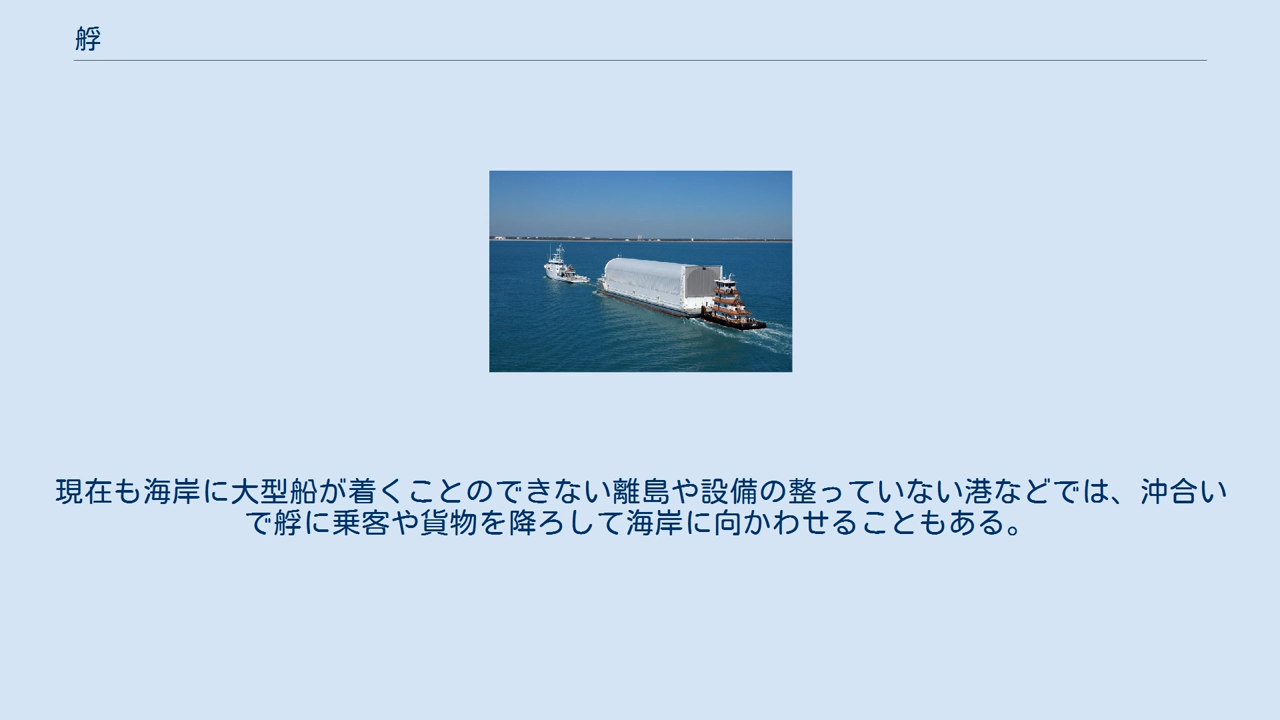 艀
現在も海岸に大型船が着くことのできない離島や設備の整っていない港などでは、沖合い
で艀に乗客や貨物を降ろして海岸に向かわせることもある。